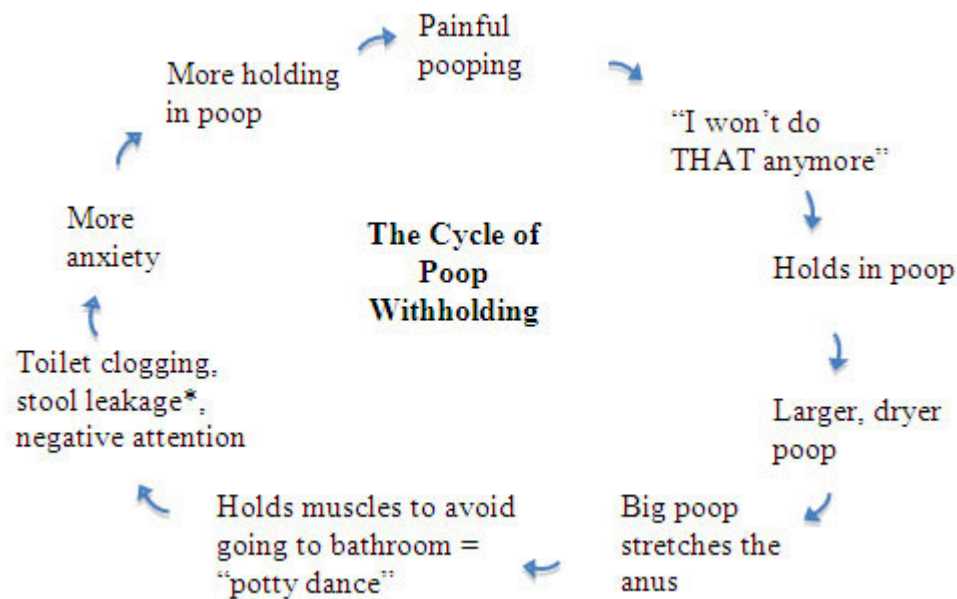 Painful
pooping
“I won’t do
THAT anymore”
Holds in poop
Larger, dryer
poop
Big poop
stretches the
anus
Holds muscles to avoid
going to bathroom =
“potty dance”
Toilet clogging,
stool leakage*,
negative attention
More
anxiety
More holding
in poop
The Cycle of
Poop
Withholding